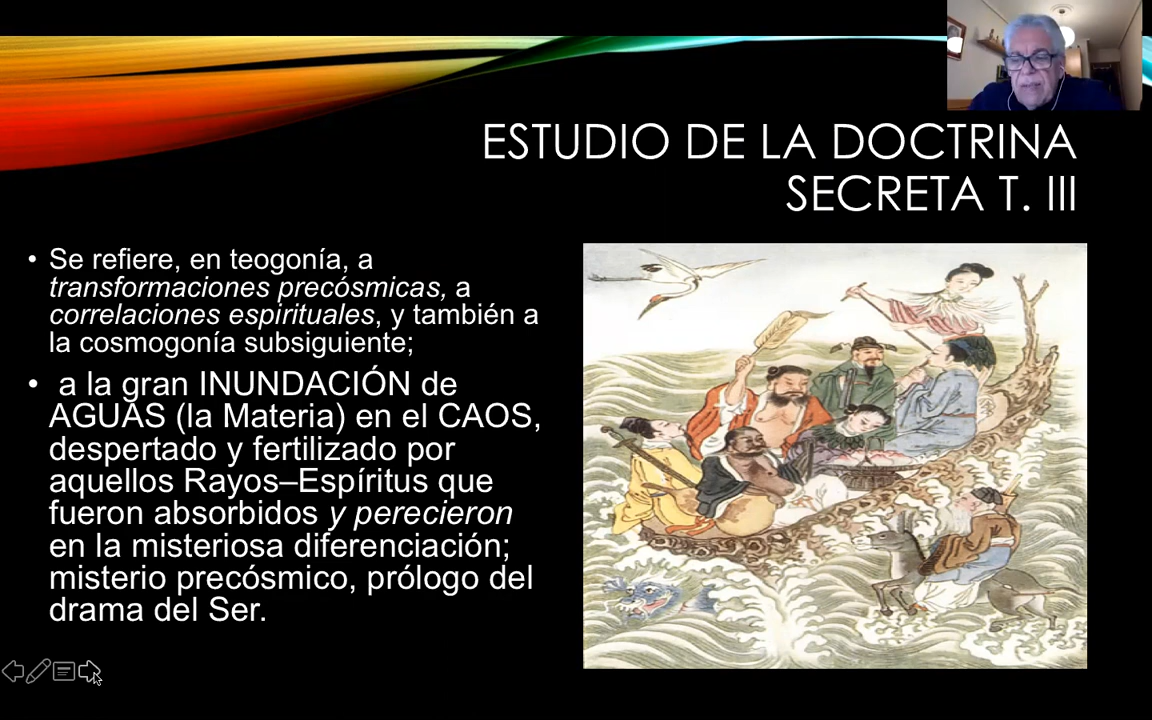 ESTUDIO DE LA DOCTRINA
SECRETA T. III
• Se refiere, en teogonía, a
transformaciones precósmicas, a
correlaciones espirituales, y también a
la cosmogonía subsiguiente;
• a la gran INUNDACIÓN de
AGUAS (la Materia) en el CAOS,
despertado y fertilizado por
aquellos Rayos–Espíritus que
fueron absorbidos y perecieron
en la misteriosa diferenciación;
misterio precósmico, prólogo del
drama del Ser.